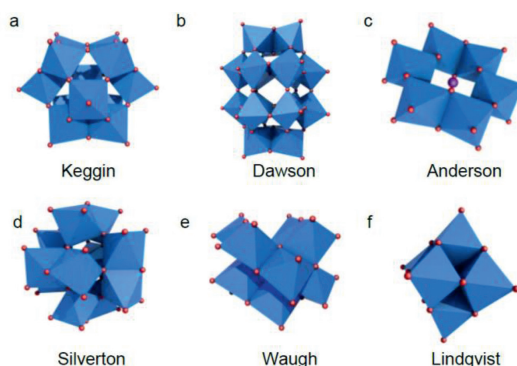 a
b
c
Keggin
Dawson
Anderson
d
e
f
Silverton
Waugh
Lindqvist